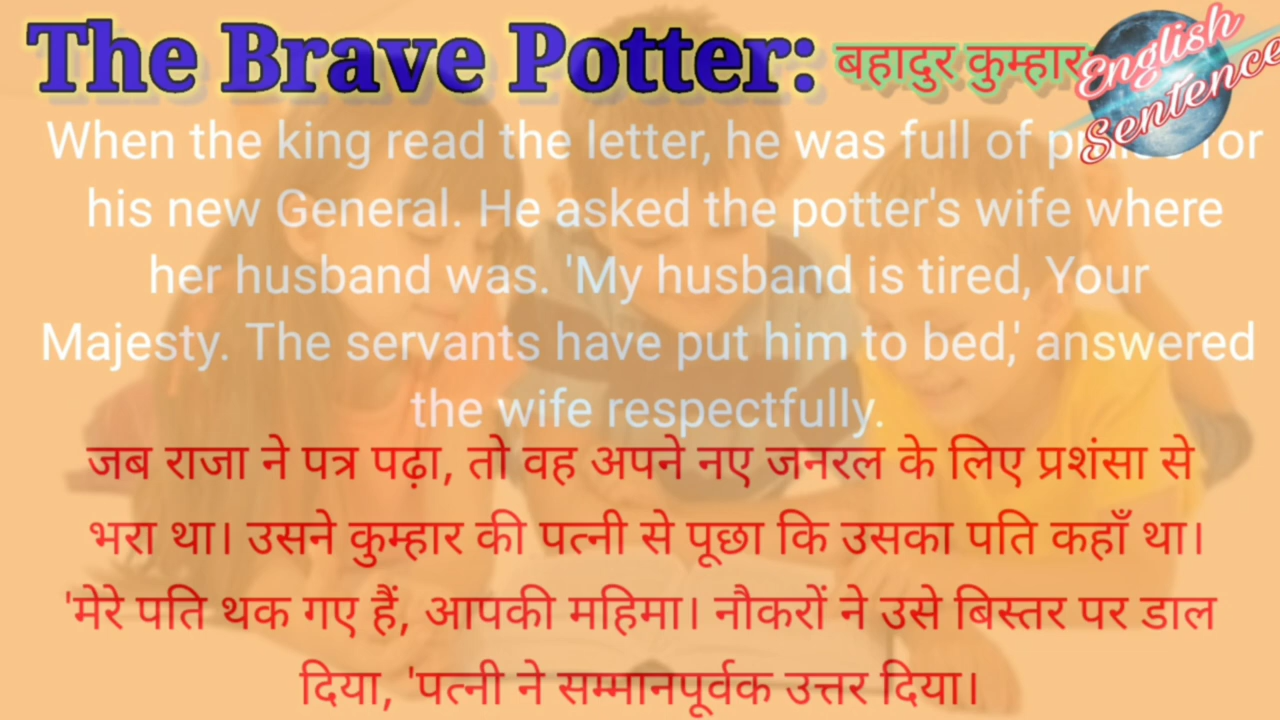 The Brave Potter: बहादुर कुम्हार
English
Sentence
When the king read the letter, he was full of for
his new General. He asked the potter's wife where
her husband was. 'My husband is tired, Your
Majesty. The servants have put him to bed,' answered
the wife respectfully.
जब राजा ने पत्र पढ़ा, तो वह अपने नए जनरल के लिए प्रशंसा से
भरा था। उसने कुम्हार की पत्नी से पूछा कि उसका पति कहाँ था।
'मेरे पति थक गए हैं, आपकी महिमा। नौकरों ने उसे बिस्तर पर डाल
दिया, 'पत्नी ने सम्मानपूर्वक उत्तर दिया।